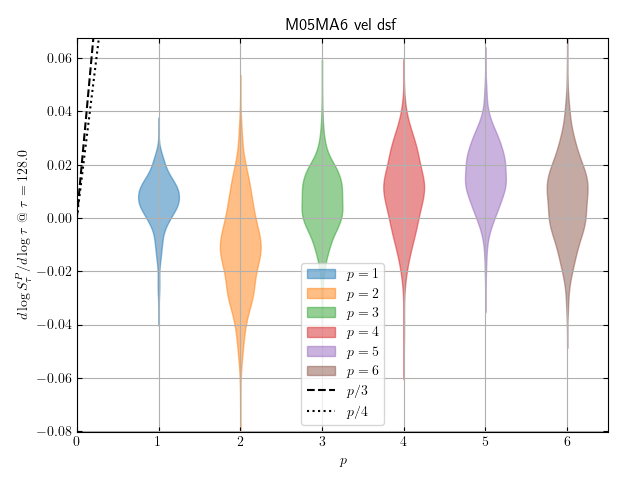 M05MA6 vel dsf
d log S_τ^P / d log τ @ τ = 128.0
0.06
0.04
0.02
0.00
−0.02
−0.04
−0.06
−0.08
p = 1
p = 2
p = 3
p = 4
p = 5
p = 6
p/3
p/4
0 1 2 3 4 5 6
p